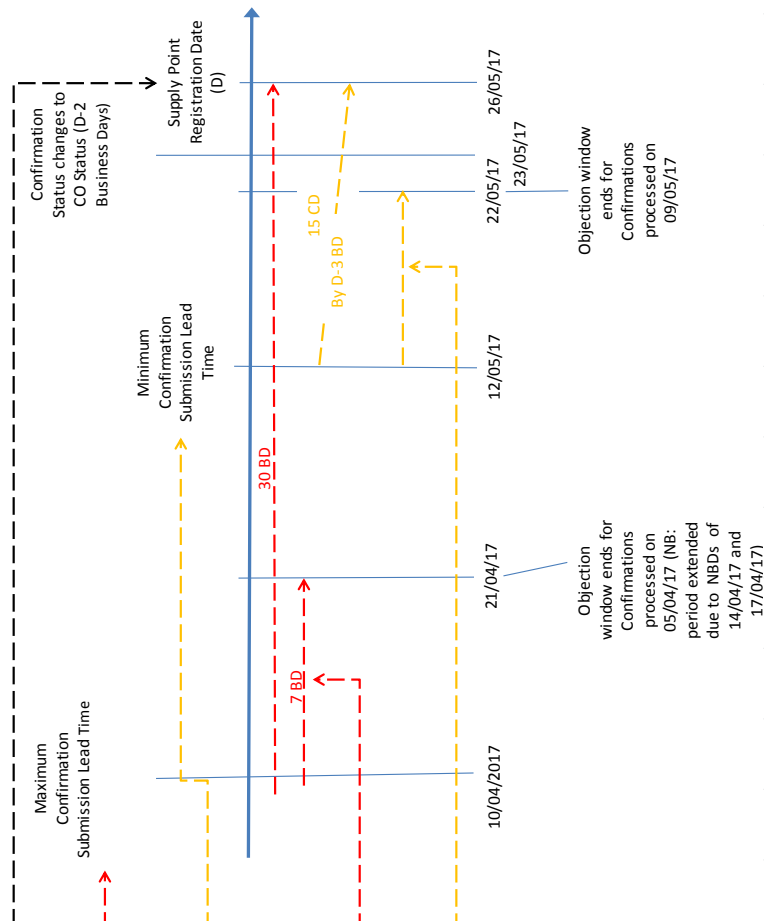 Maximum
Confirmation
Submission Lead Time
Minimum
Confirmation
Submission Lead
Time
Confirmation
Status changes to
CO Status (D-2
Business Days)
Supply Point
Registration Date
(D)
30 BD
7 BD
15 CD
By D-3 BD
10/04/2017
21/04/17
12/05/17
22/05/17
23/05/17
26/05/17
Objection
window ends for
Confirmations
processed on
05/04/17 (NB:
period extended
due to NBDs of
14/04/17 and
17/04/17)
Objection window
ends for
Confirmations
processed on
09/05/17